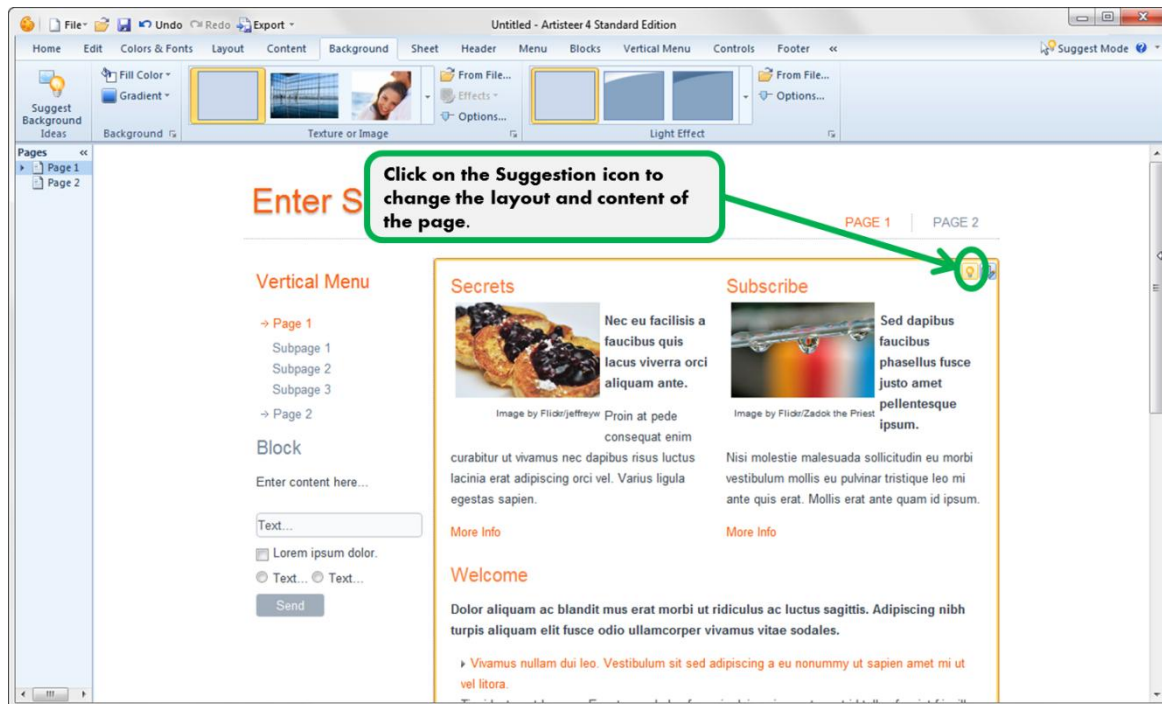 File
Undo
Redo
Export
Untitled - Artisteer 4 Standard Edition
Home Edit Colors & Fonts Layout Content Background Sheet Header Menu Blocks Vertical Menu Controls Footer «
Suggest Mode
Suggest
Background
Ideas
Fill Color
Gradient
Background
From File...
Effects
Options...
Texture or Image
From File...
Options...
Light Effect
Pages «
Page 1
Page 2
Click on the Suggestion icon to
change the layout and content of
the page.
Enter S
PAGE 1 PAGE 2
Vertical Menu
Page 1
Subpage 1
Subpage 2
Subpage 3
Page 2
Block
Enter content here...
Text...
Lorem ipsum dolor.
Text... Text...
Send
Secrets
Nec eu facilisis a
faucibus quis
lacus viverra orci
aliquam ante.
Image by Flickr/jeffreyw
Proin at pede
consequat enim
curabitur ut vivamus nec dapibus risus luctus
lacinia erat adipiscing orci vel. Varius ligula
egestas sapien.
More Info
Subscribe
Sed dapibus
faucibus
phasellus fusce
justo amet
pellentesque
ipsum.
Image by Flickr/Zadok the Priest
Nisi molestie malesuada sollicitudin eu morbi
vestibulum mollis eu pulvinar tristique leo mi
ante quis erat. Mollis erat ante quam id ipsum.
More Info
Welcome
Dolor aliquam ac blandit mus erat morbi ut ridiculus ac luctus sagittis. Adipiscing nibh
turpis aliquam elit fusce odio ullamcorper vivamus vitae sodales.
Vivamus nullam dui leo. Vestibulum sit sed adipiscing a eu nonummy ut sapien amet mi ut
vel litora.